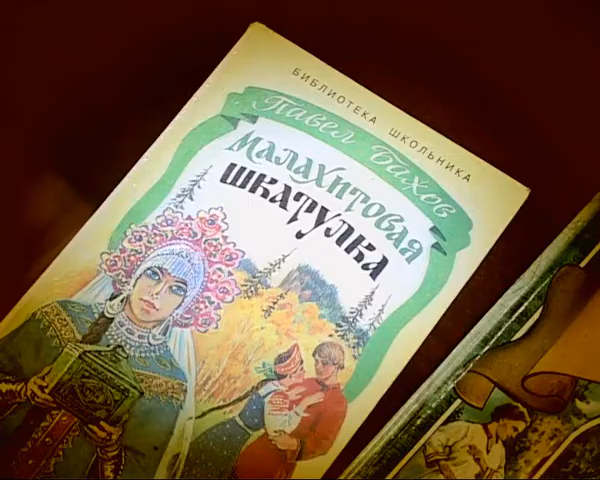 БИБЛИОТЕКА ШКОЛЬНИКА
Павел Бажов
МАЛАХИТОВАЯ
ШКАТУЛКА